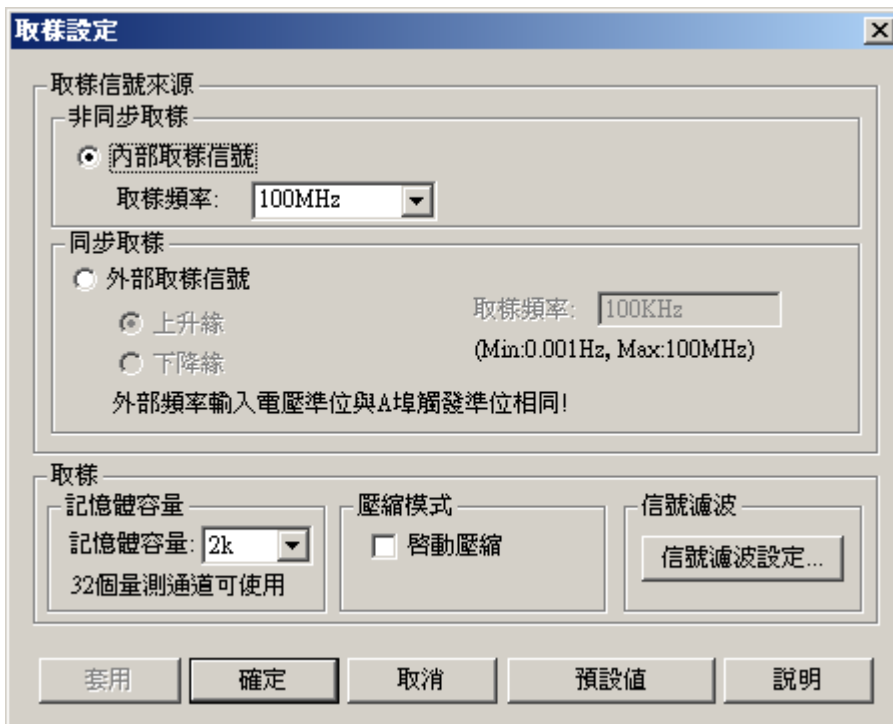 取樣設定
取樣信號來源
非同步取樣
內部取樣信號
取樣頻率: 100MHz
同步取樣
外部取樣信號
上升緣
下降緣
取樣頻率: 100KHz
(Min:0.001Hz, Max:100MHz)
外部頻率輸入電壓準位與A埠觸發準位相同!
取樣
記憶體容量
記憶體容量: 2k
32個量測通道可使用
壓縮模式
啓動壓縮
信號濾波
信號濾波設定...
套用 確定 取消 預設值 說明